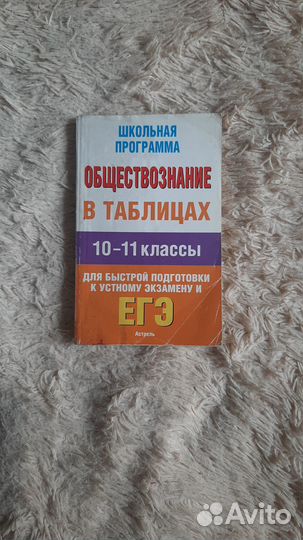 ШКОЛЬНАЯ
ПРОГРАММА
ОБЩЕСТВОЗНАНИЕ
В ТАБЛИЦАХ
10-11 КЛАССЫ
ДЛЯ БЫСТРОЙ ПОДГОТОВКИ
К УСТНОМУ ЭКЗАМЕНУ И
ЕГЭ
Астрель
Avito